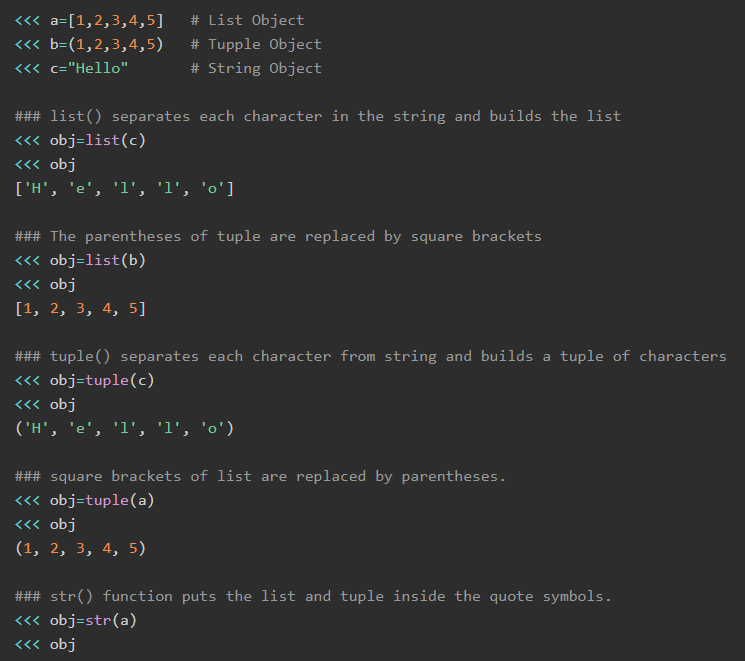 <<< a=[1,2,3,4,5]   # List Object
<<< b=(1,2,3,4,5)   # Tupple Object
<<< c="Hello"       # String Object

### list() separates each character in the string and builds the list
<<< obj=list(c)
<<< obj
['H', 'e', 'l', 'l', 'o']

### The parentheses of tuple are replaced by square brackets
<<< obj=list(b)
<<< obj
[1, 2, 3, 4, 5]

### tuple() separates each character from string and builds a tuple of characters
<<< obj=tuple(c)
<<< obj
('H', 'e', 'l', 'l', 'o')

### square brackets of list are replaced by parentheses.
<<< obj=tuple(a)
<<< obj
(1, 2, 3, 4, 5)

### str() function puts the list and tuple inside the quote symbols.
<<< obj=str(a)
<<< obj